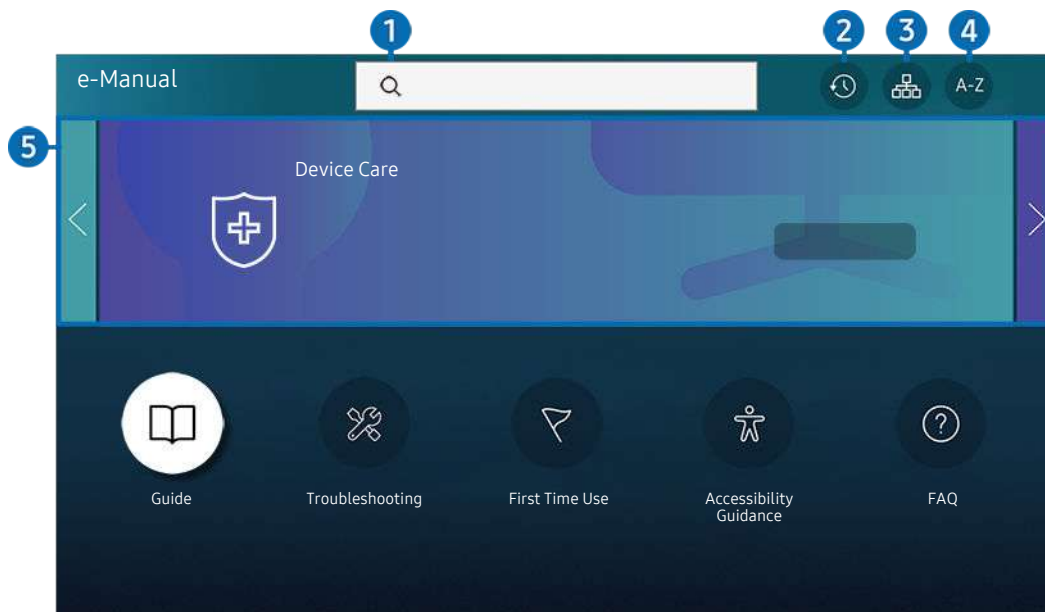 1
2
3
4
e-Manual
A-Z
5
Device Care
?
Guide
Troubleshooting
First Time Use
Accessibility
Guidance
FAQ